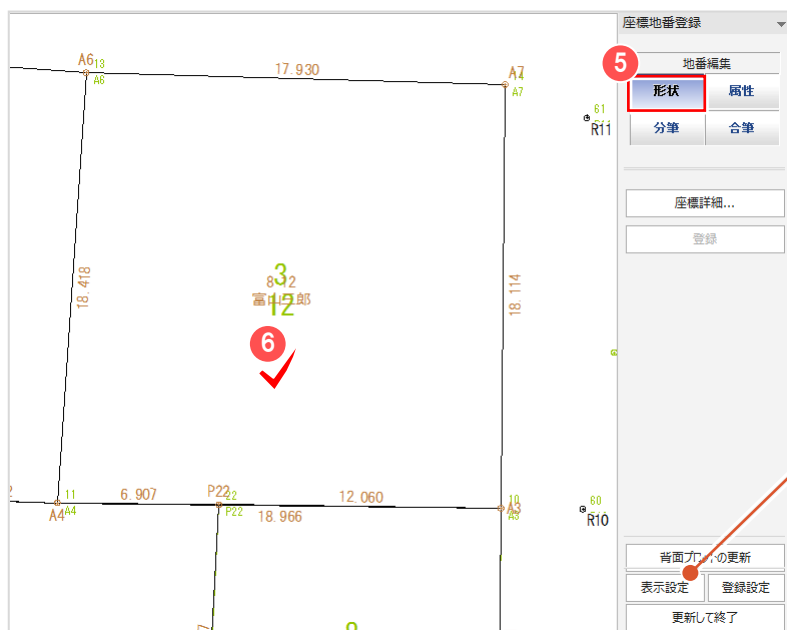 座標地番登録
5
地番編集
形状 属性
分筆 合筆
座標詳細...
登録
A6 13
A6
17.930
A7
A7
61
R11
18.418
18.114
3
8-12
12
6
11
A4
A4
6.907
P22
22
P22
12.060
18.966
10
A3
A3
60
R10
背面プロットの更新
表示設定 登録設定
更新して終了